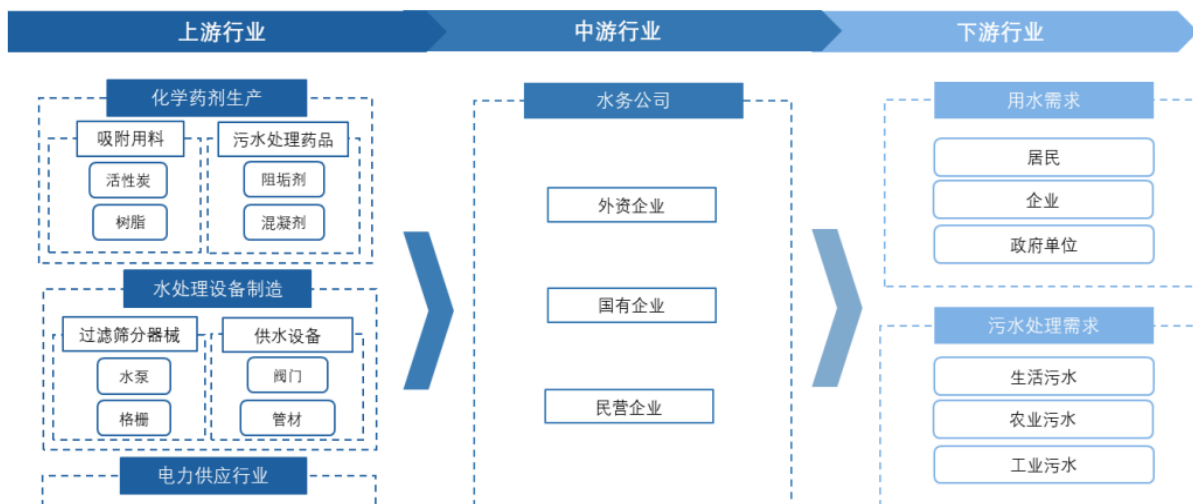 上游行业
中游行业
下游行业
化学药剂生产
吸附用料
污水处理药品
活性炭
阻垢剂
树脂
混凝剂
水处理设备制造
过滤筛分器械
供水设备
水泵
阀门
格栅
管材
电力供应行业
水务公司
外资企业
国有企业
民营企业
用水需求
居民
企业
政府单位
污水处理需求
生活污水
农业污水
工业污水